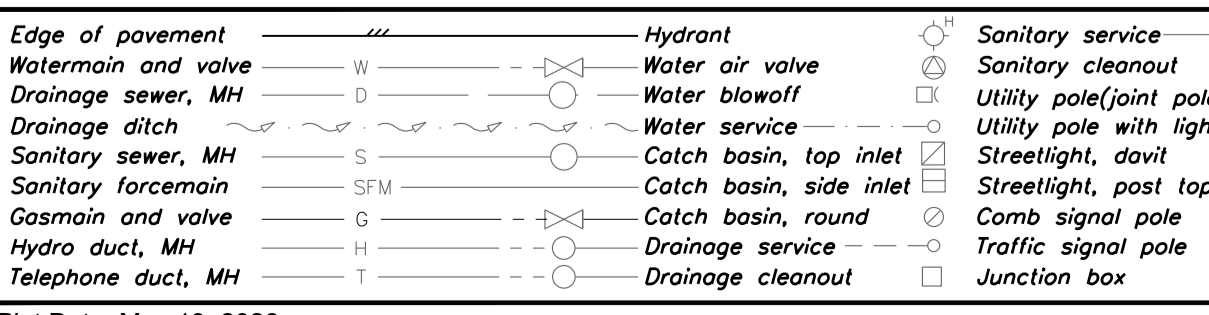 Edge of pavement Hydrant H Sanitary service
Watermain and valve W Water air valve Sanitary cleanout
Drainage sewer, MH D Water blowoff Utility pole(joint
Drainage ditch Water service Utility pole with
Sanitary sewer, MH S Catch basin, top inlet Streetlight, davit
Sanitary forcemain SFM Catch basin, side inlet Streetlight, post top
Gasmain and valve G Catch basin, round Comb signal pole
Hydro duct, MH H Drainage service Traffic signal pole
Telephone duct, MH T Drainage cleanout Junction box